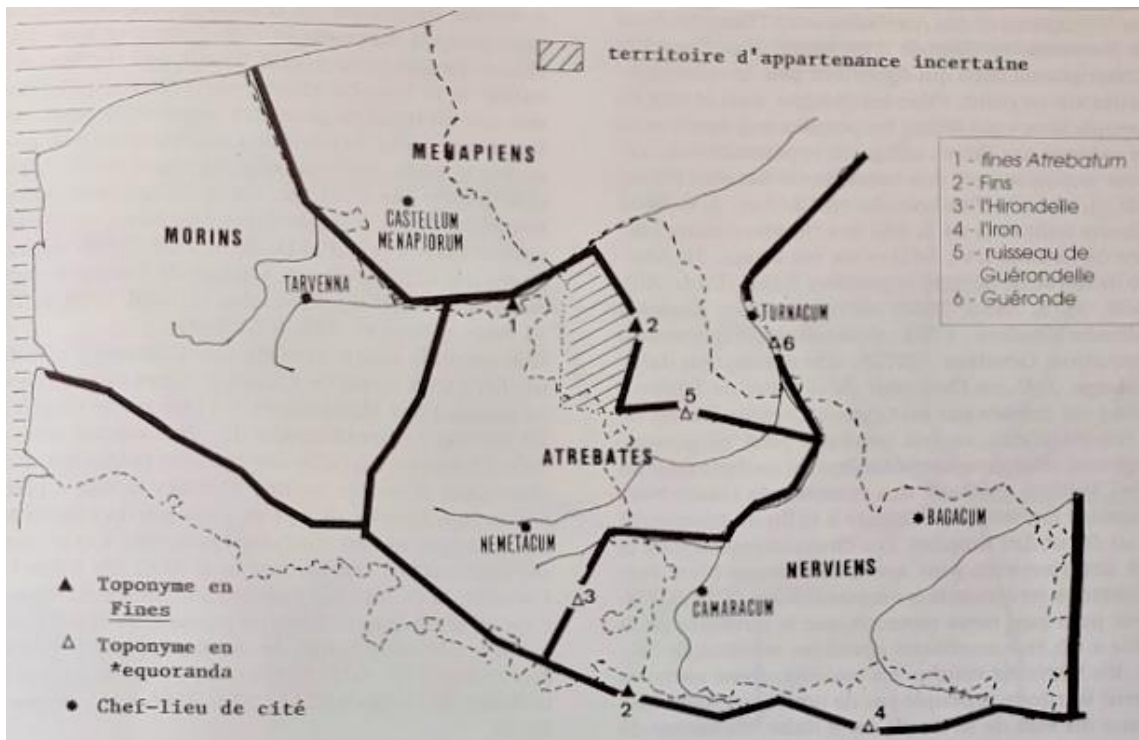 territoire d'appartenance incertaine
1 - fines Atrebatum
2 - Fins
3 - l'Hirondelle
4 - l'Iron
5 - ruisseau de
Guérondelle
6 - Guéronde
MENAPIENS
CASTELLUM
MENAPIORUM
MORINS
TARVENNA
1
2
TURNACUM
6
5
ATREBATES
NEMETACUM
BAGACUM
NERVIENS
CAMARACUM
3
2
4
Toponyme en
Fines
Toponyme en
*equoranda
Chef-lieu de cité